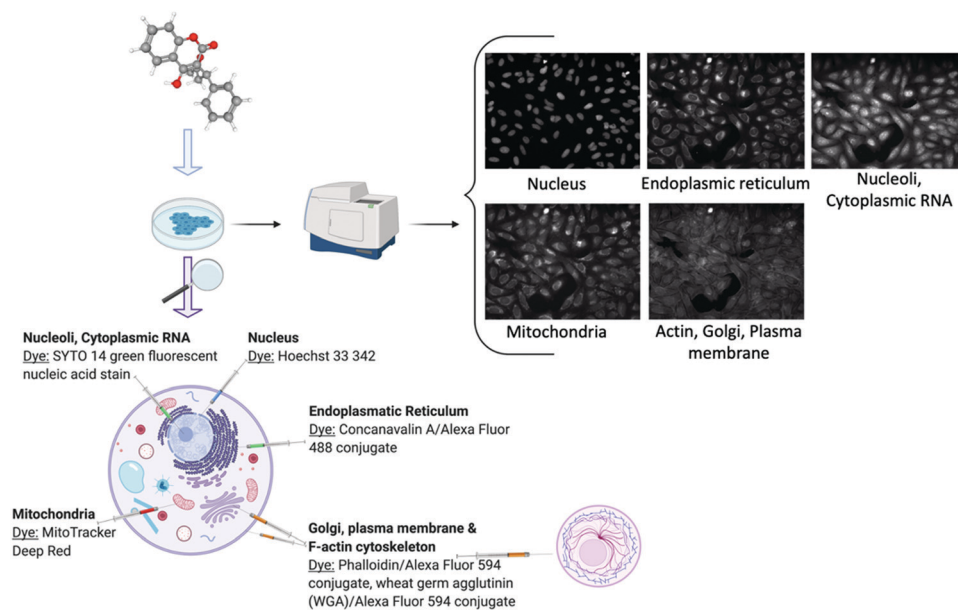 Nucleus
Endoplasmic reticulum
Nucleoli,
Cytoplasmic RNA
Mitochondria
Actin, Golgi, Plasma
membrane
Nucleoli, Cytoplasmic RNA
Dye: SYTO 14 green fluorescent
nucleic acid stain
Nucleus
Dye: Hoechst 33 342
Endoplasmatic Reticulum
Dye: Concanavalin A/Alexa Fluor
488 conjugate
Mitochondria
Dye: MitoTracker
Deep Red
Golgi, plasma membrane &
F-actin cytoskeleton
Dye: Phalloidin/Alexa Fluor 594
conjugate, wheat germ agglutinin
(WGA)/Alexa Fluor 594 conjugate